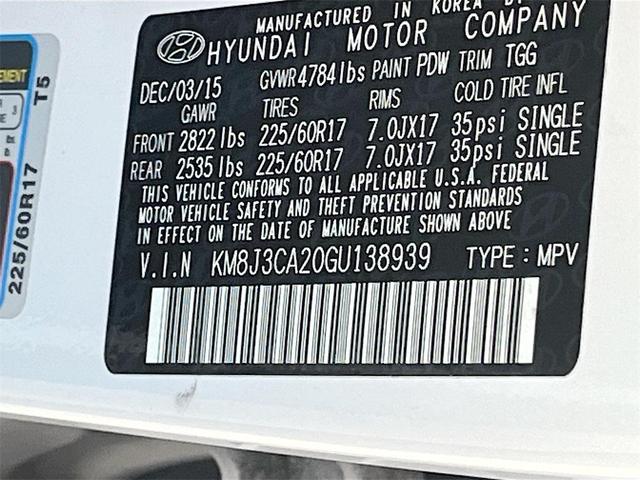 MANUFACTURED IN KOREA BY
HYUNDAI MOTOR COMPANY
DEC/03/15 GVWR 4784 lbs PAINT PDW TRIM TGG
GAWR TIRES RIMS COLD TIRE INFL
FRONT 2822 lbs 225/60R17 7.0JX17 35psi SINGLE
REAR 2535 lbs 225/60R17 7.0JX17 35psi SINGLE
THIS VEHICLE CONFORMS TO ALL APPLICABLE U.S.A. FEDERAL
MOTOR VEHICLE SAFETY AND THEFT PREVENTION STANDARDS
IN EFFECT ON THE DATE OF MANUFACTURE SHOWN ABOVE
V.I.N KM8J3CA20GU138939 TYPE : MPV
T5
225/60R17